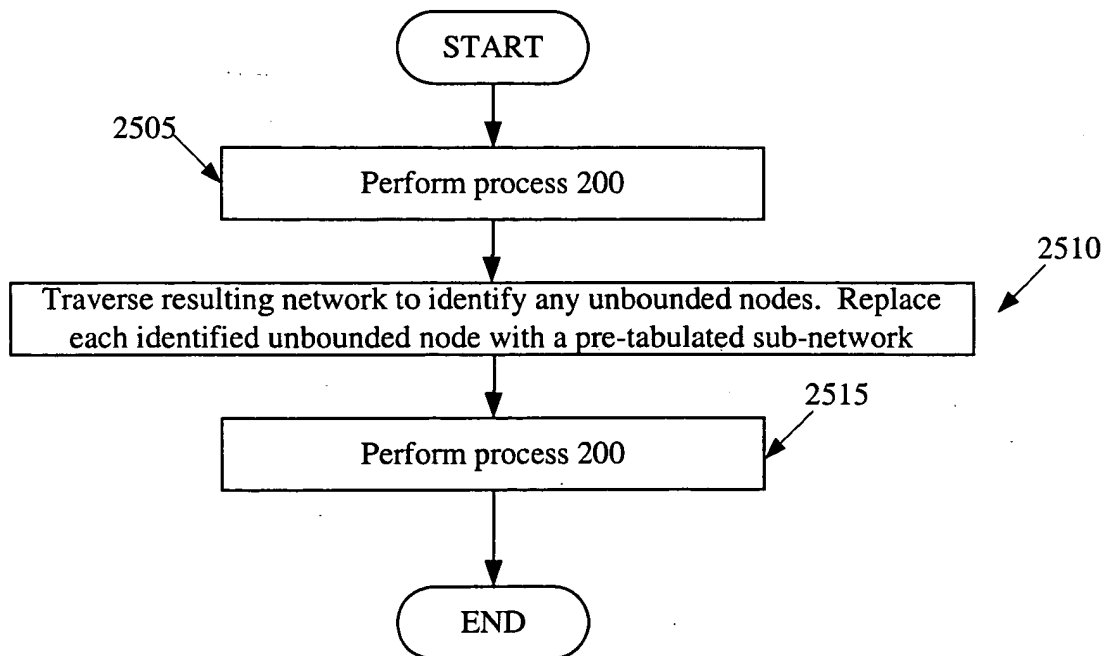 START
2505
Perform process 200
2510
Traverse resulting network to identify any unbounded nodes.  Replace
each identified unbounded node with a pre-tabulated sub-network
2515
Perform process 200
END